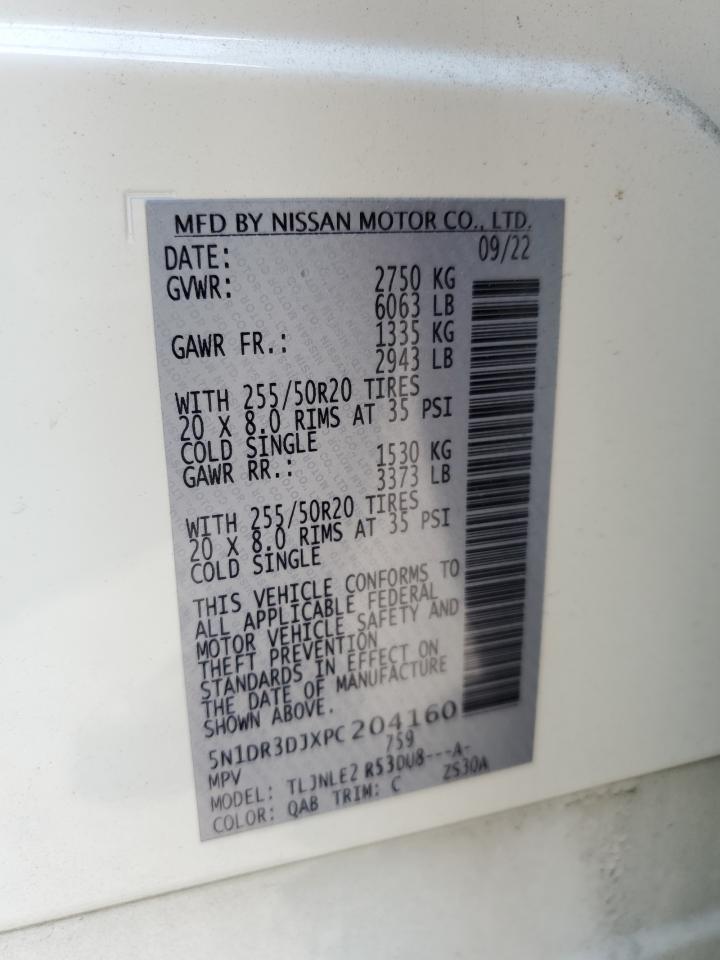 MFD BY NISSAN MOTOR CO., LTD.
DATE: 09/22
GVWR: 2750 KG
6063 LB
GAWR FR.: 1335 KG
2943 LB
WITH 255/50R20 TIRES
20 X 8.0 RIMS AT 35 PSI
COLD SINGLE
GAWR RR.: 1530 KG
3373 LB
WITH 255/50R20 TIRES
20 X 8.0 RIMS AT 35 PSI
COLD SINGLE
THIS VEHICLE CONFORMS TO
ALL APPLICABLE FEDERAL
MOTOR VEHICLE SAFETY AND
THEFT PREVENTION
STANDARDS IN EFFECT ON
THE DATE OF MANUFACTURE
SHOWN ABOVE.
5N1DR3DJXPC204160
MPV 759
MODEL: TLJNLE2 R53DU8---A-
COLOR: QAB TRIM: C ZS30A